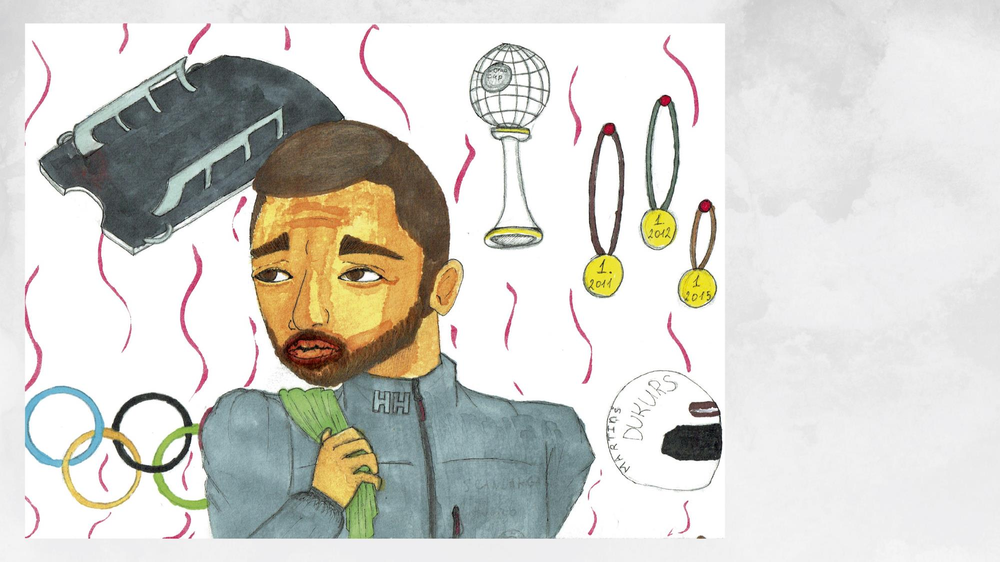 WORLD
CUP
1.
2012
1.
2011
1
2015
MARTINS
DUKURS
HH